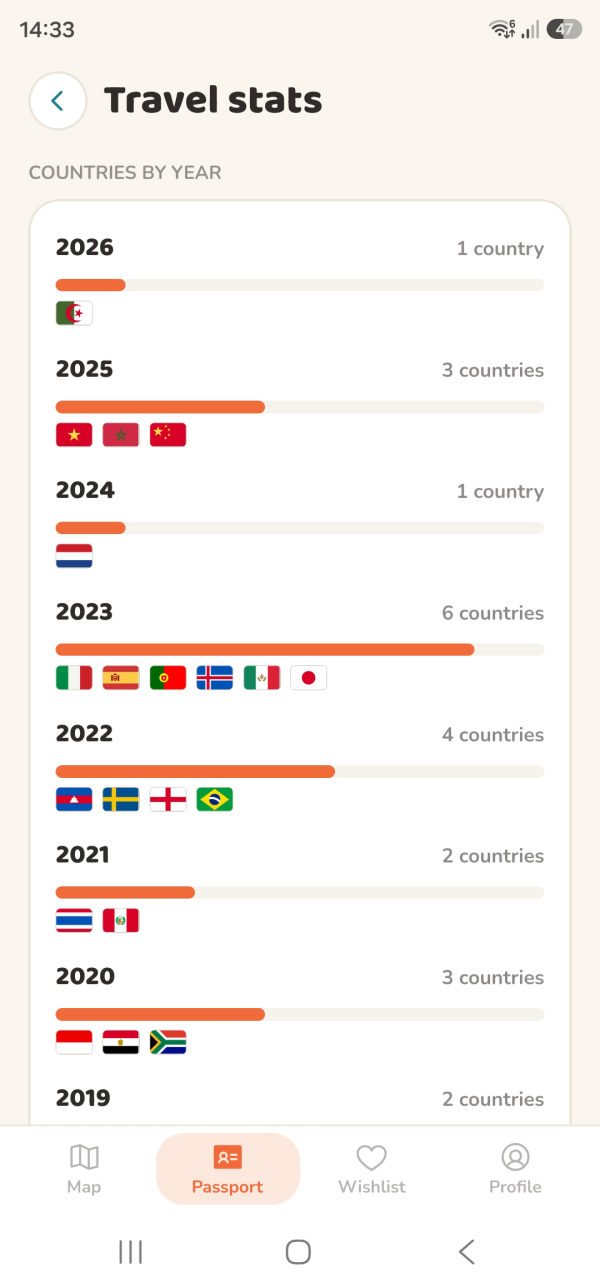 14:33
6
47
Travel stats
COUNTRIES BY YEAR
2026
1 country
2025
3 countries
2024
1 country
2023
6 countries
2022
4 countries
2021
2 countries
2020
3 countries
2019
2 countries
Map
Passport
Wishlist
Profile